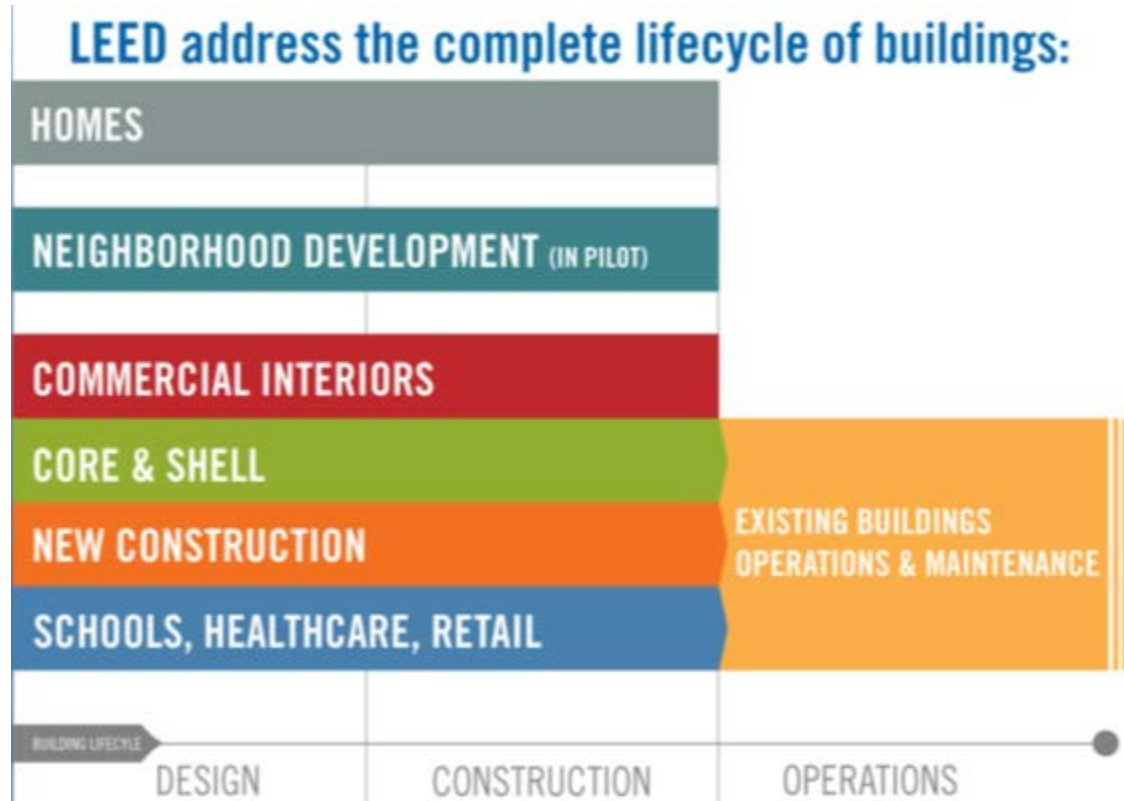 LEED address the complete lifecycle of buildings:
HOMES
NEIGHBORHOOD DEVELOPMENT (IN PILOT)
COMMERCIAL INTERIORS
CORE & SHELL
NEW CONSTRUCTION
SCHOOLS, HEALTHCARE, RETAIL
EXISTING BUILDINGS
OPERATIONS & MAINTENANCE
BUILDING LIFECYLE
DESIGN
CONSTRUCTION
OPERATIONS